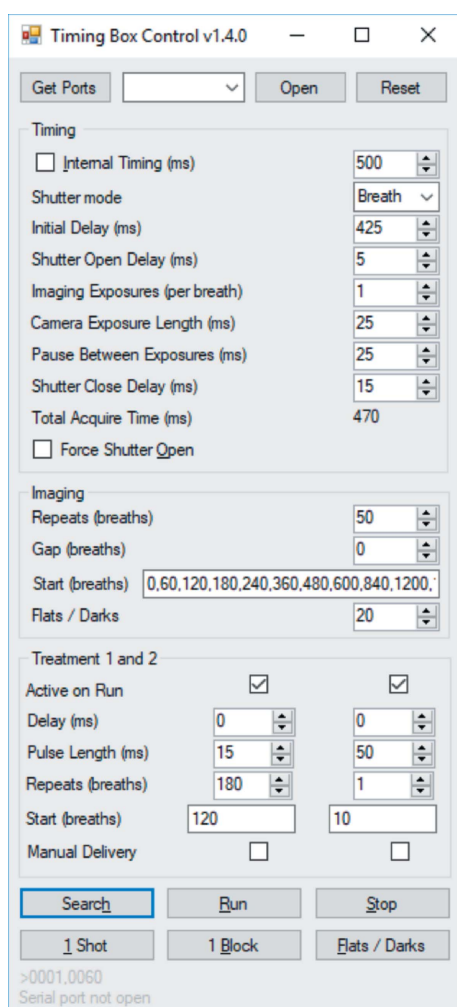 Timing Box Control v1.4.0
Get Ports Open Reset
Timing
Internal Timing (ms) 500
Shutter mode Breath
Initial Delay (ms) 425
Shutter Open Delay (ms) 5
Imaging Exposures (per breath) 1
Camera Exposure Length (ms) 25
Pause Between Exposures (ms) 25
Shutter Close Delay (ms) 15
Total Acquire Time (ms) 470
Force Shutter Open
Imaging
Repeats (breaths) 50
Gap (breaths) 0
Start (breaths) 0,60,120,180,240,360,480,600,840,1200,
Flats / Darks 20
Treatment 1 and 2
Active on Run
Delay (ms) 0 0
Pulse Length (ms) 15 50
Repeats (breaths) 180 1
Start (breaths) 120 10
Manual Delivery
Search Run Stop
1 Shot 1 Block Flats / Darks
>0001,0060
Serial port not open